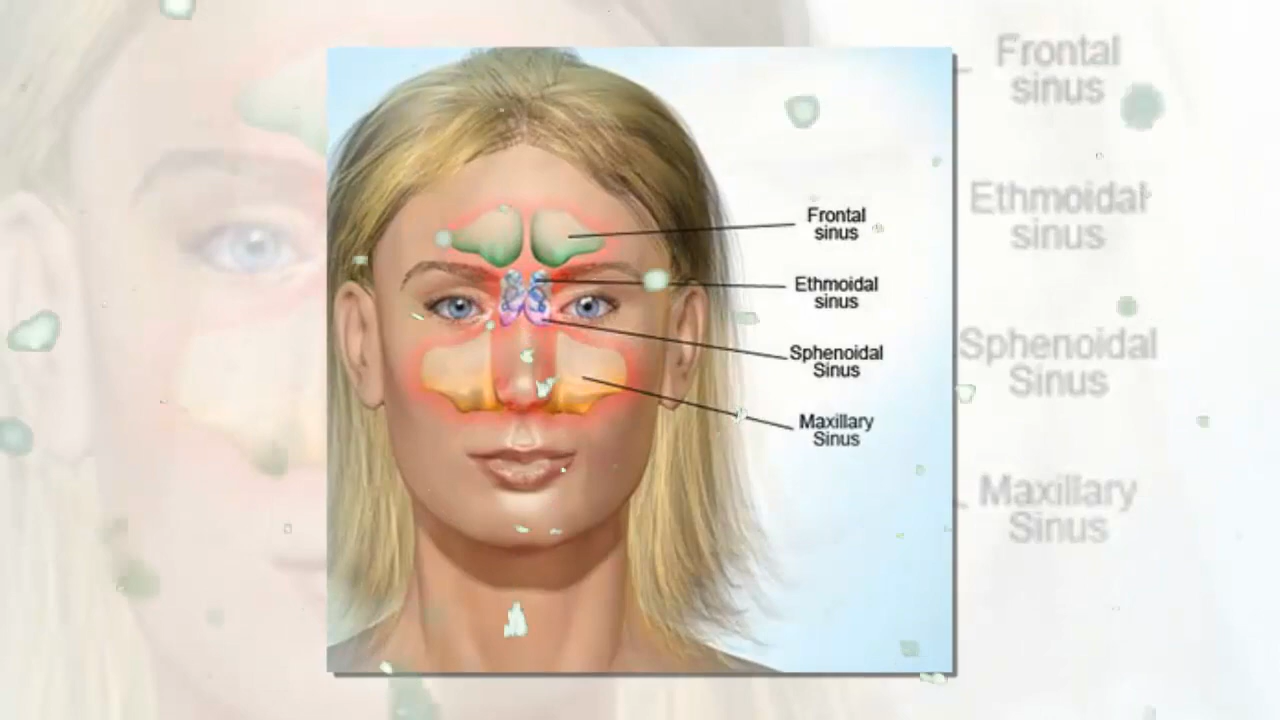 Frontal
sinus
Ethmoidal
sinus
Sphenoidal
Sinus
Maxillary
Sinus
Frontal
sinus
Ethmoidal
sinus
Sphenoidal
Sinus
Maxillary
Sinus